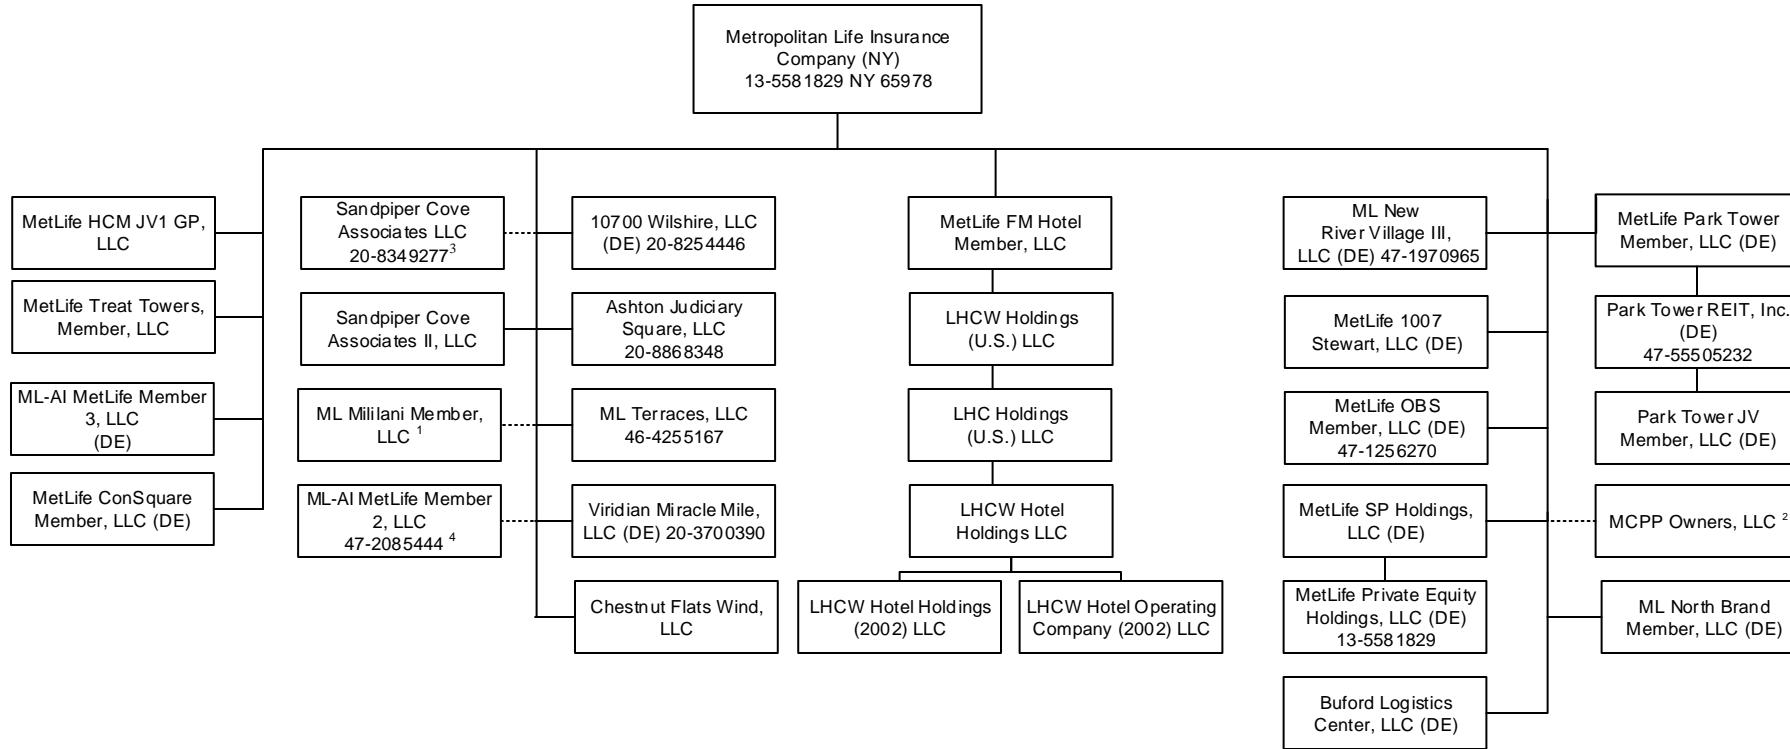 Metropolitan Life Insurance
Company (NY)
13-5581829 NY 65978
MetLife HCM JV1 GP,
LLC
MetLife Treat Towers,
Member, LLC
ML-AI MetLife Member
3, LLC
(DE)
MetLife ConSquare
Member, LLC (DE)
Sandpiper Cove
Associates LLC
20-8349277 3
Sandpiper Cove
Associates II, LLC
ML Mililani Member,
LLC 1
ML-AI MetLife Member
2, LLC
47-2085444 4
10700 Wilshire, LLC
(DE) 20-8254446
Ashton Judiciary
Square, LLC
20-8868348
ML Terraces, LLC
46-4255167
Viridian Miracle Mile,
LLC (DE) 20-3700390
Chestnut Flats Wind,
LLC
MetLife FM Hotel
Member, LLC
LHCW Holdings
(U.S.) LLC
LHC Holdings
(U.S.) LLC
LHCW Hotel
Holdings LLC
LHCW Hotel Holdings
(2002) LLC
LHCW Hotel Operating
Company (2002) LLC
ML New
River Village III,
LLC (DE) 47-1970965
MetLife 1007
Stewart, LLC (DE)
MetLife OBS
Member, LLC (DE)
47-1256270
MetLife SP Holdings,
LLC (DE)
MetLife Private Equity
Holdings, LLC (DE)
13-5581829
Buford Logistics
Center, LLC (DE)
MetLife Park Tower
Member, LLC (DE)
Park Tower REIT, Inc.
(DE)
47-55505232
Park Tower JV
Member, LLC (DE)
MCPP Owners, LLC 2
ML North Brand
Member, LLC (DE)